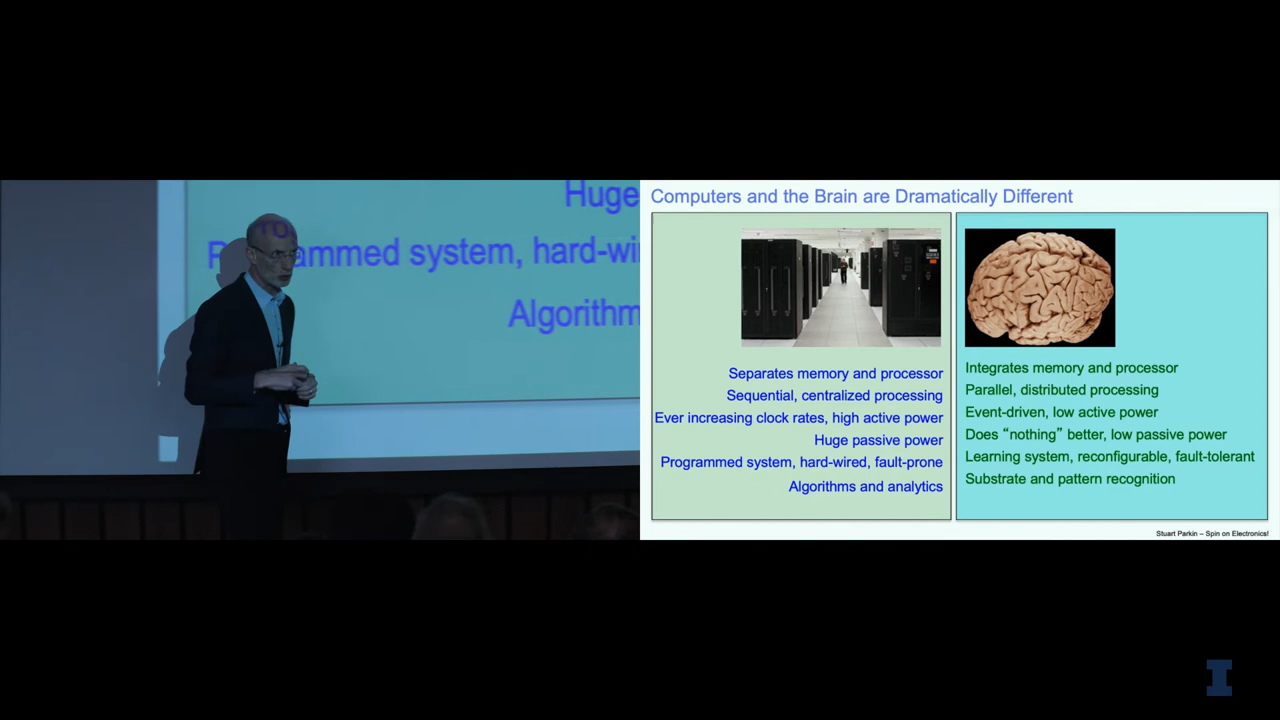 Huge
ammed system, hard-wi
Algorithm
Computers and the Brain are Dramatically Different
Separates memory and processor
Sequential, centralized processing
Ever increasing clock rates, high active power
Huge passive power
Programmed system, hard-wired, fault-prone
Algorithms and analytics
Integrates memory and processor
Parallel, distributed processing
Event-driven, low active power
Does “nothing” better, low passive power
Learning system, reconfigurable, fault-tolerant
Substrate and pattern recognition
Stuart Parkin – Spin on Electronics!
I